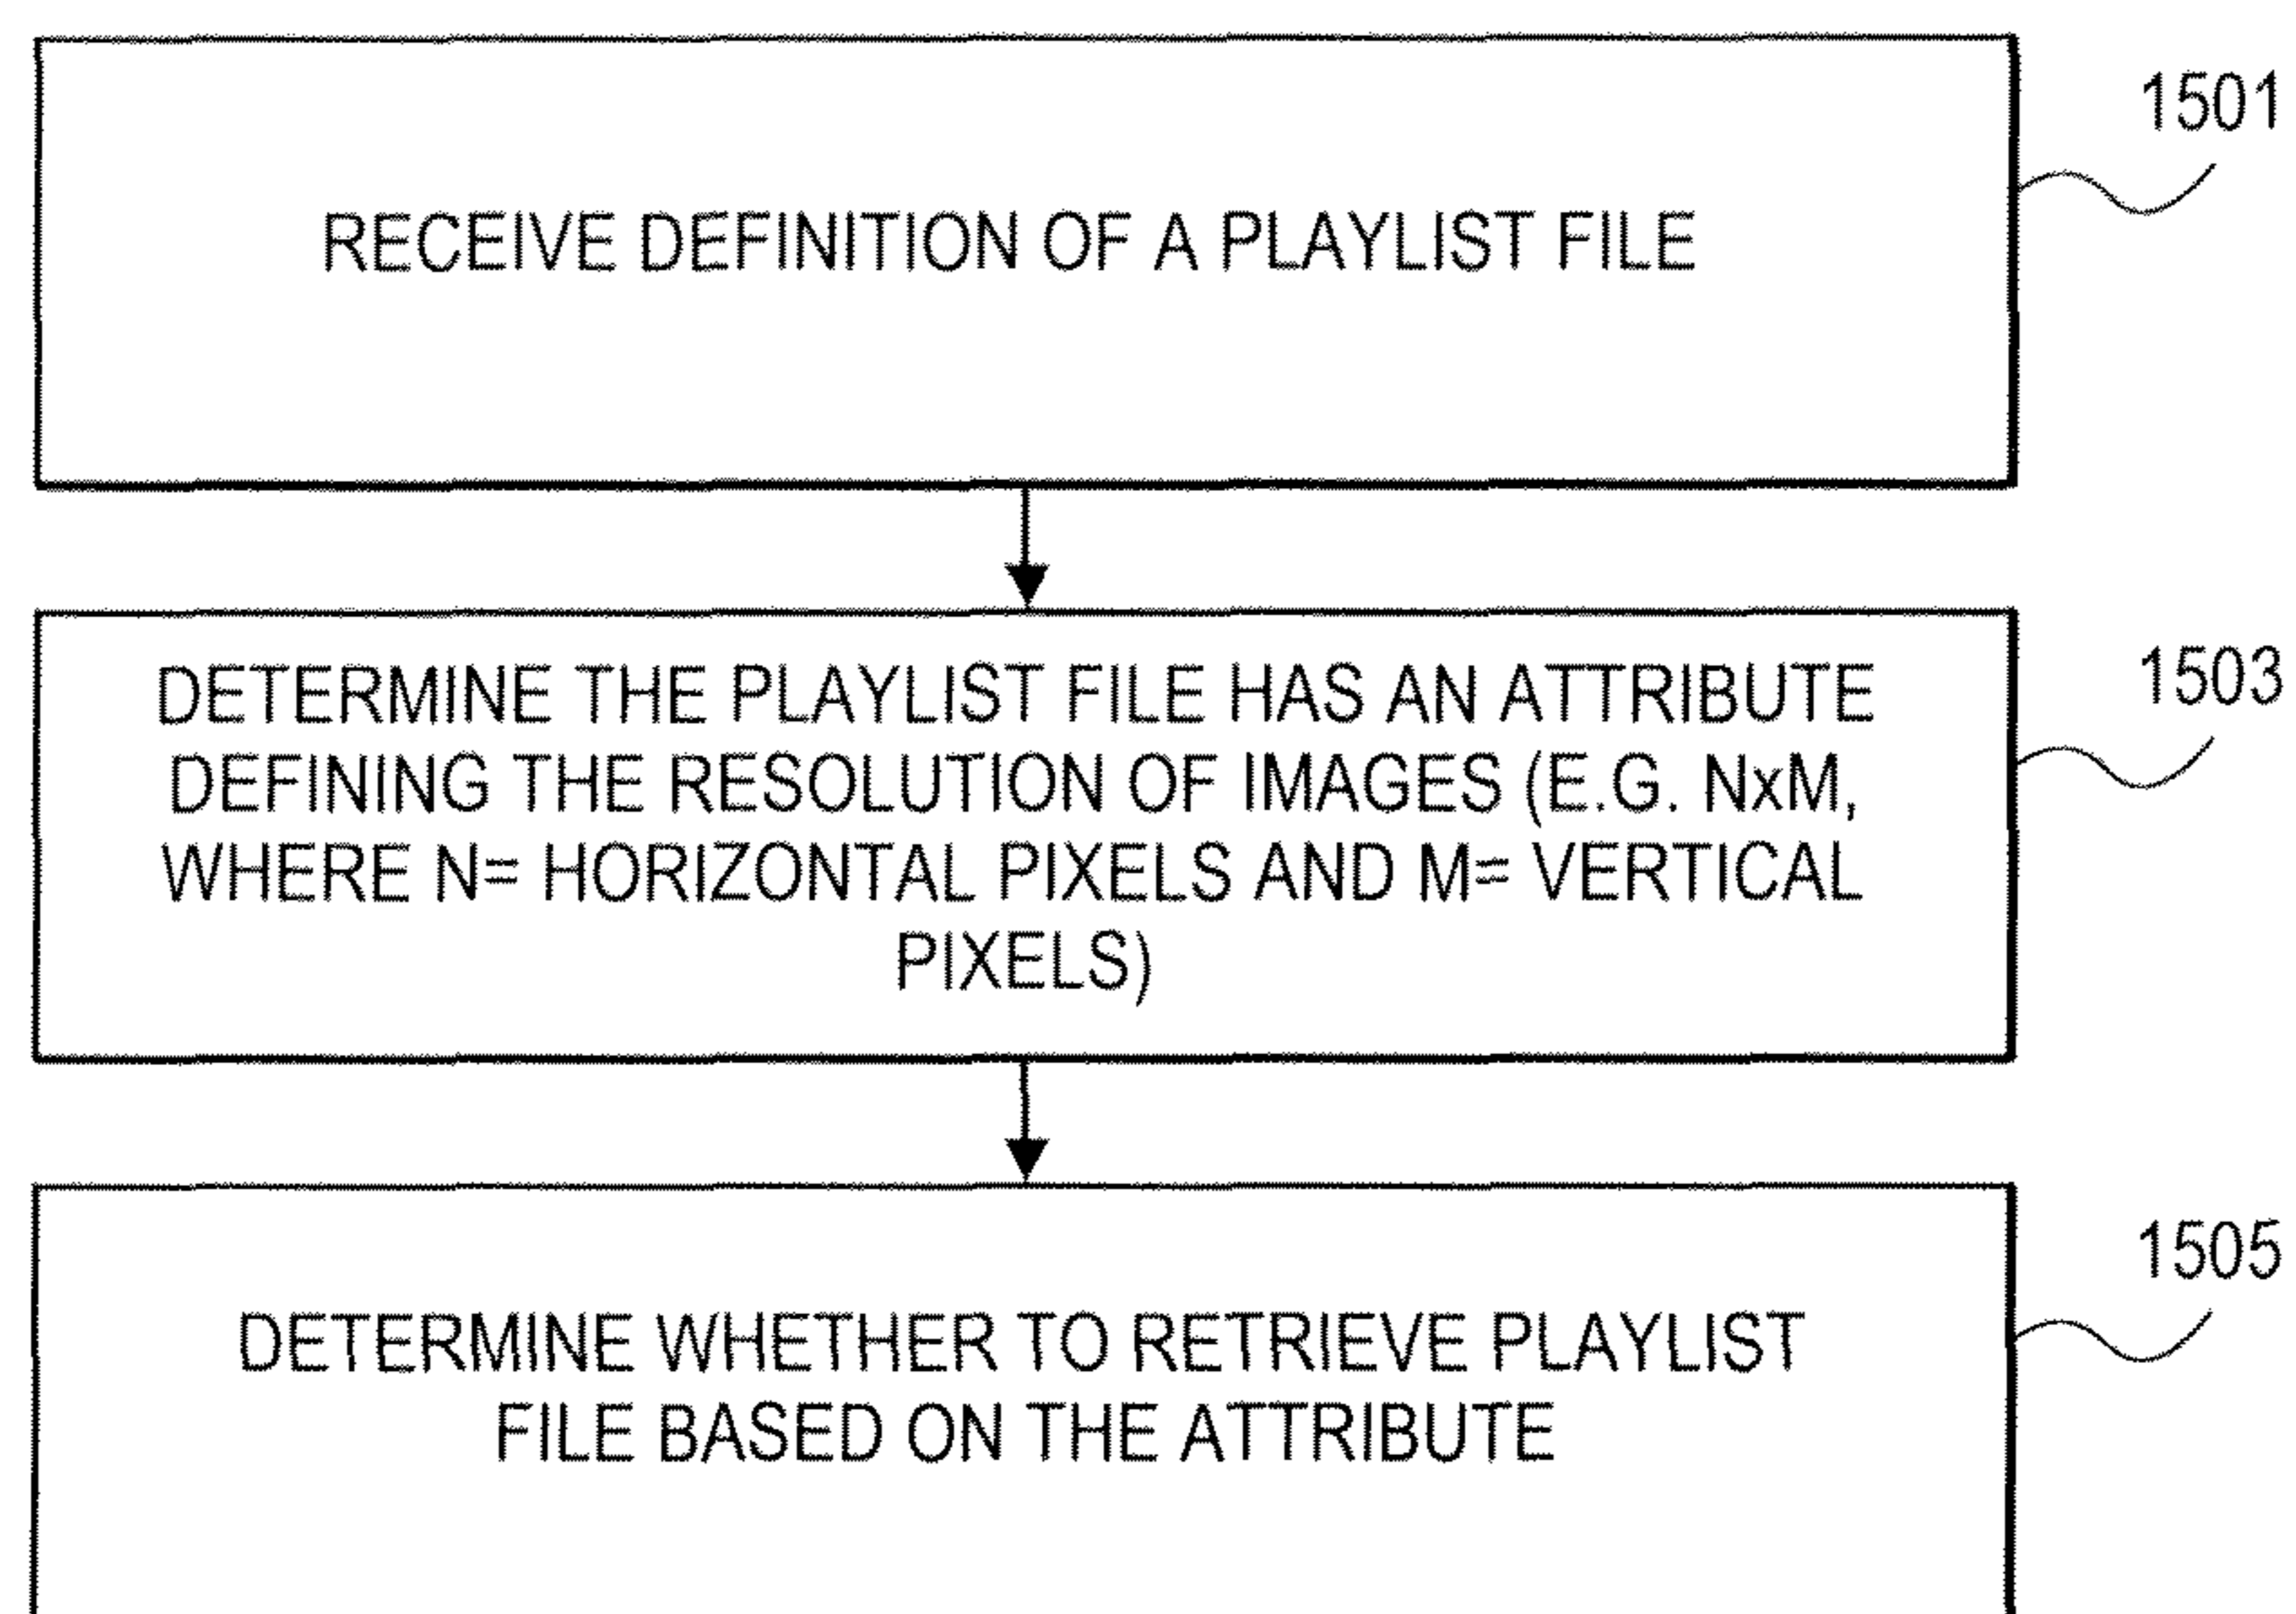 1501
RECEIVE DEFINITION OF A PLAYLIST FILE
1503
DETERMINE THE PLAYLIST FILE HAS AN ATTRIBUTE
DEFINING THE RESOLUTION OF IMAGES (E.G. NxM,
WHERE N= HORIZONTAL PIXELS AND M= VERTICAL
PIXELS)
1505
DETERMINE WHETHER TO RETRIEVE PLAYLIST
FILE BASED ON THE ATTRIBUTE